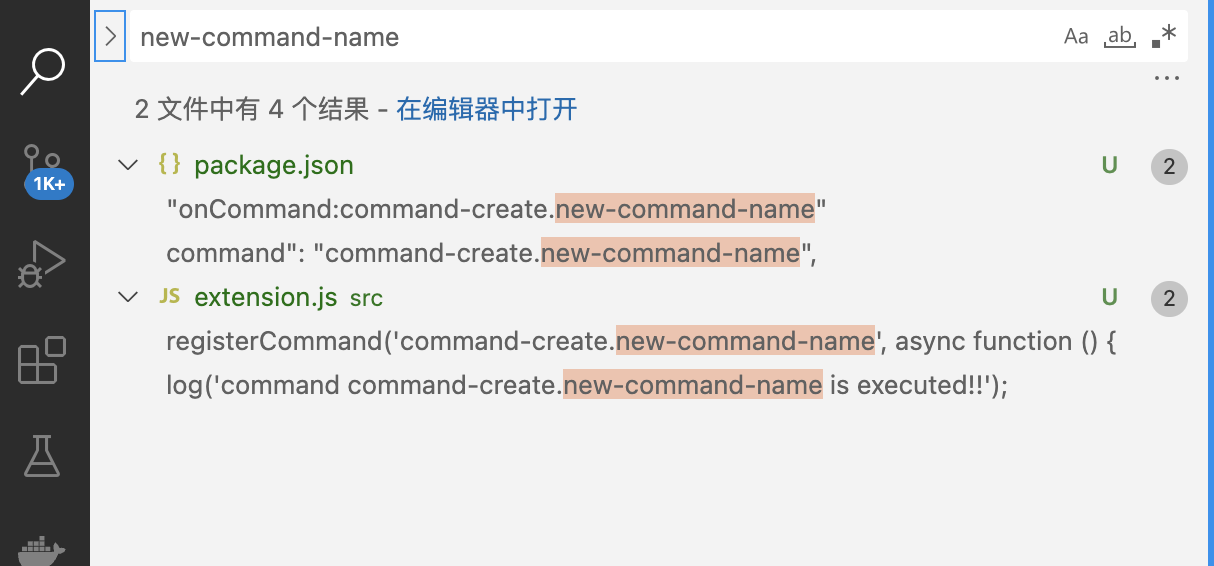 new-command-name
Aa ab .*
...
2 文件中有 4 个结果 - 在编辑器中打开
1K+
{} package.json U 2
"onCommand:command-create.new-command-name"
command": "command-create.new-command-name",
JS extension.js src U 2
registerCommand('command-create.new-command-name', async function () {
log('command command-create.new-command-name is executed!!');